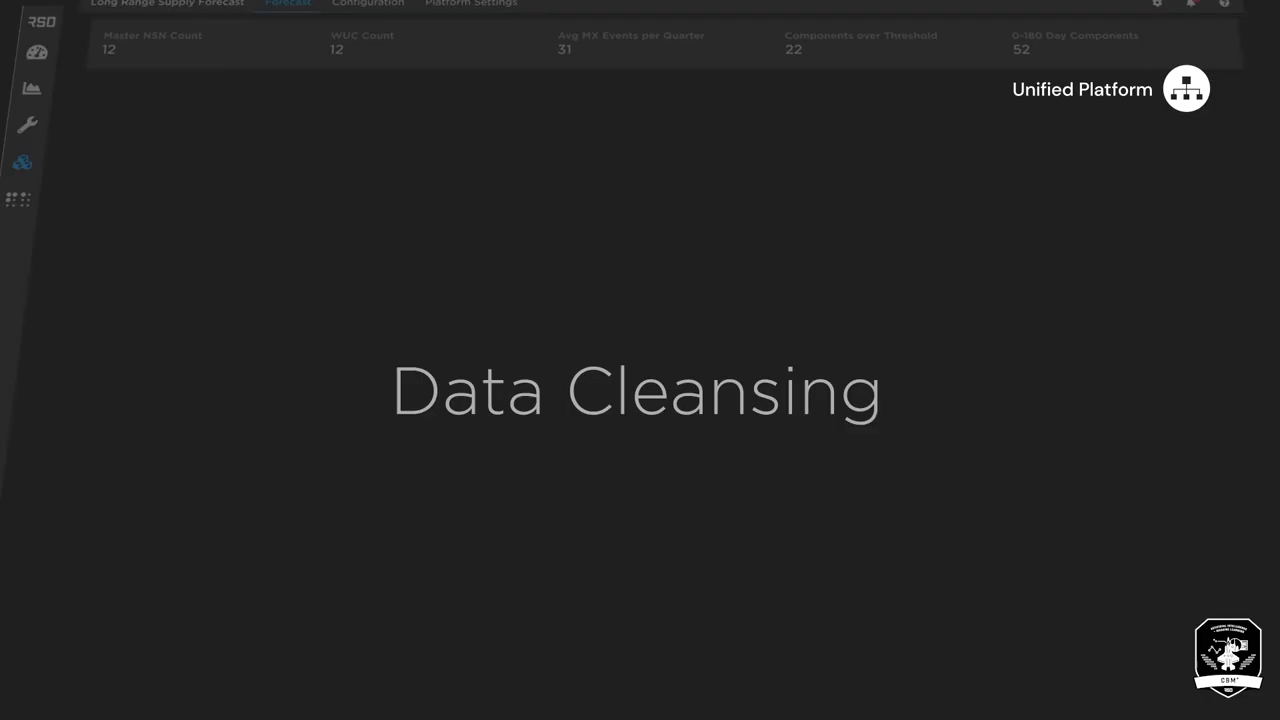 RSO
Long Range Supply Forecast Forecast Configuration Platform Settings
Master NSN Count WUC Count Avg MX Events per Quarter Components over Threshold 0-180 Day Components
12 12 31 22 52
Unified Platform
Data Cleansing
CBM+
RSO